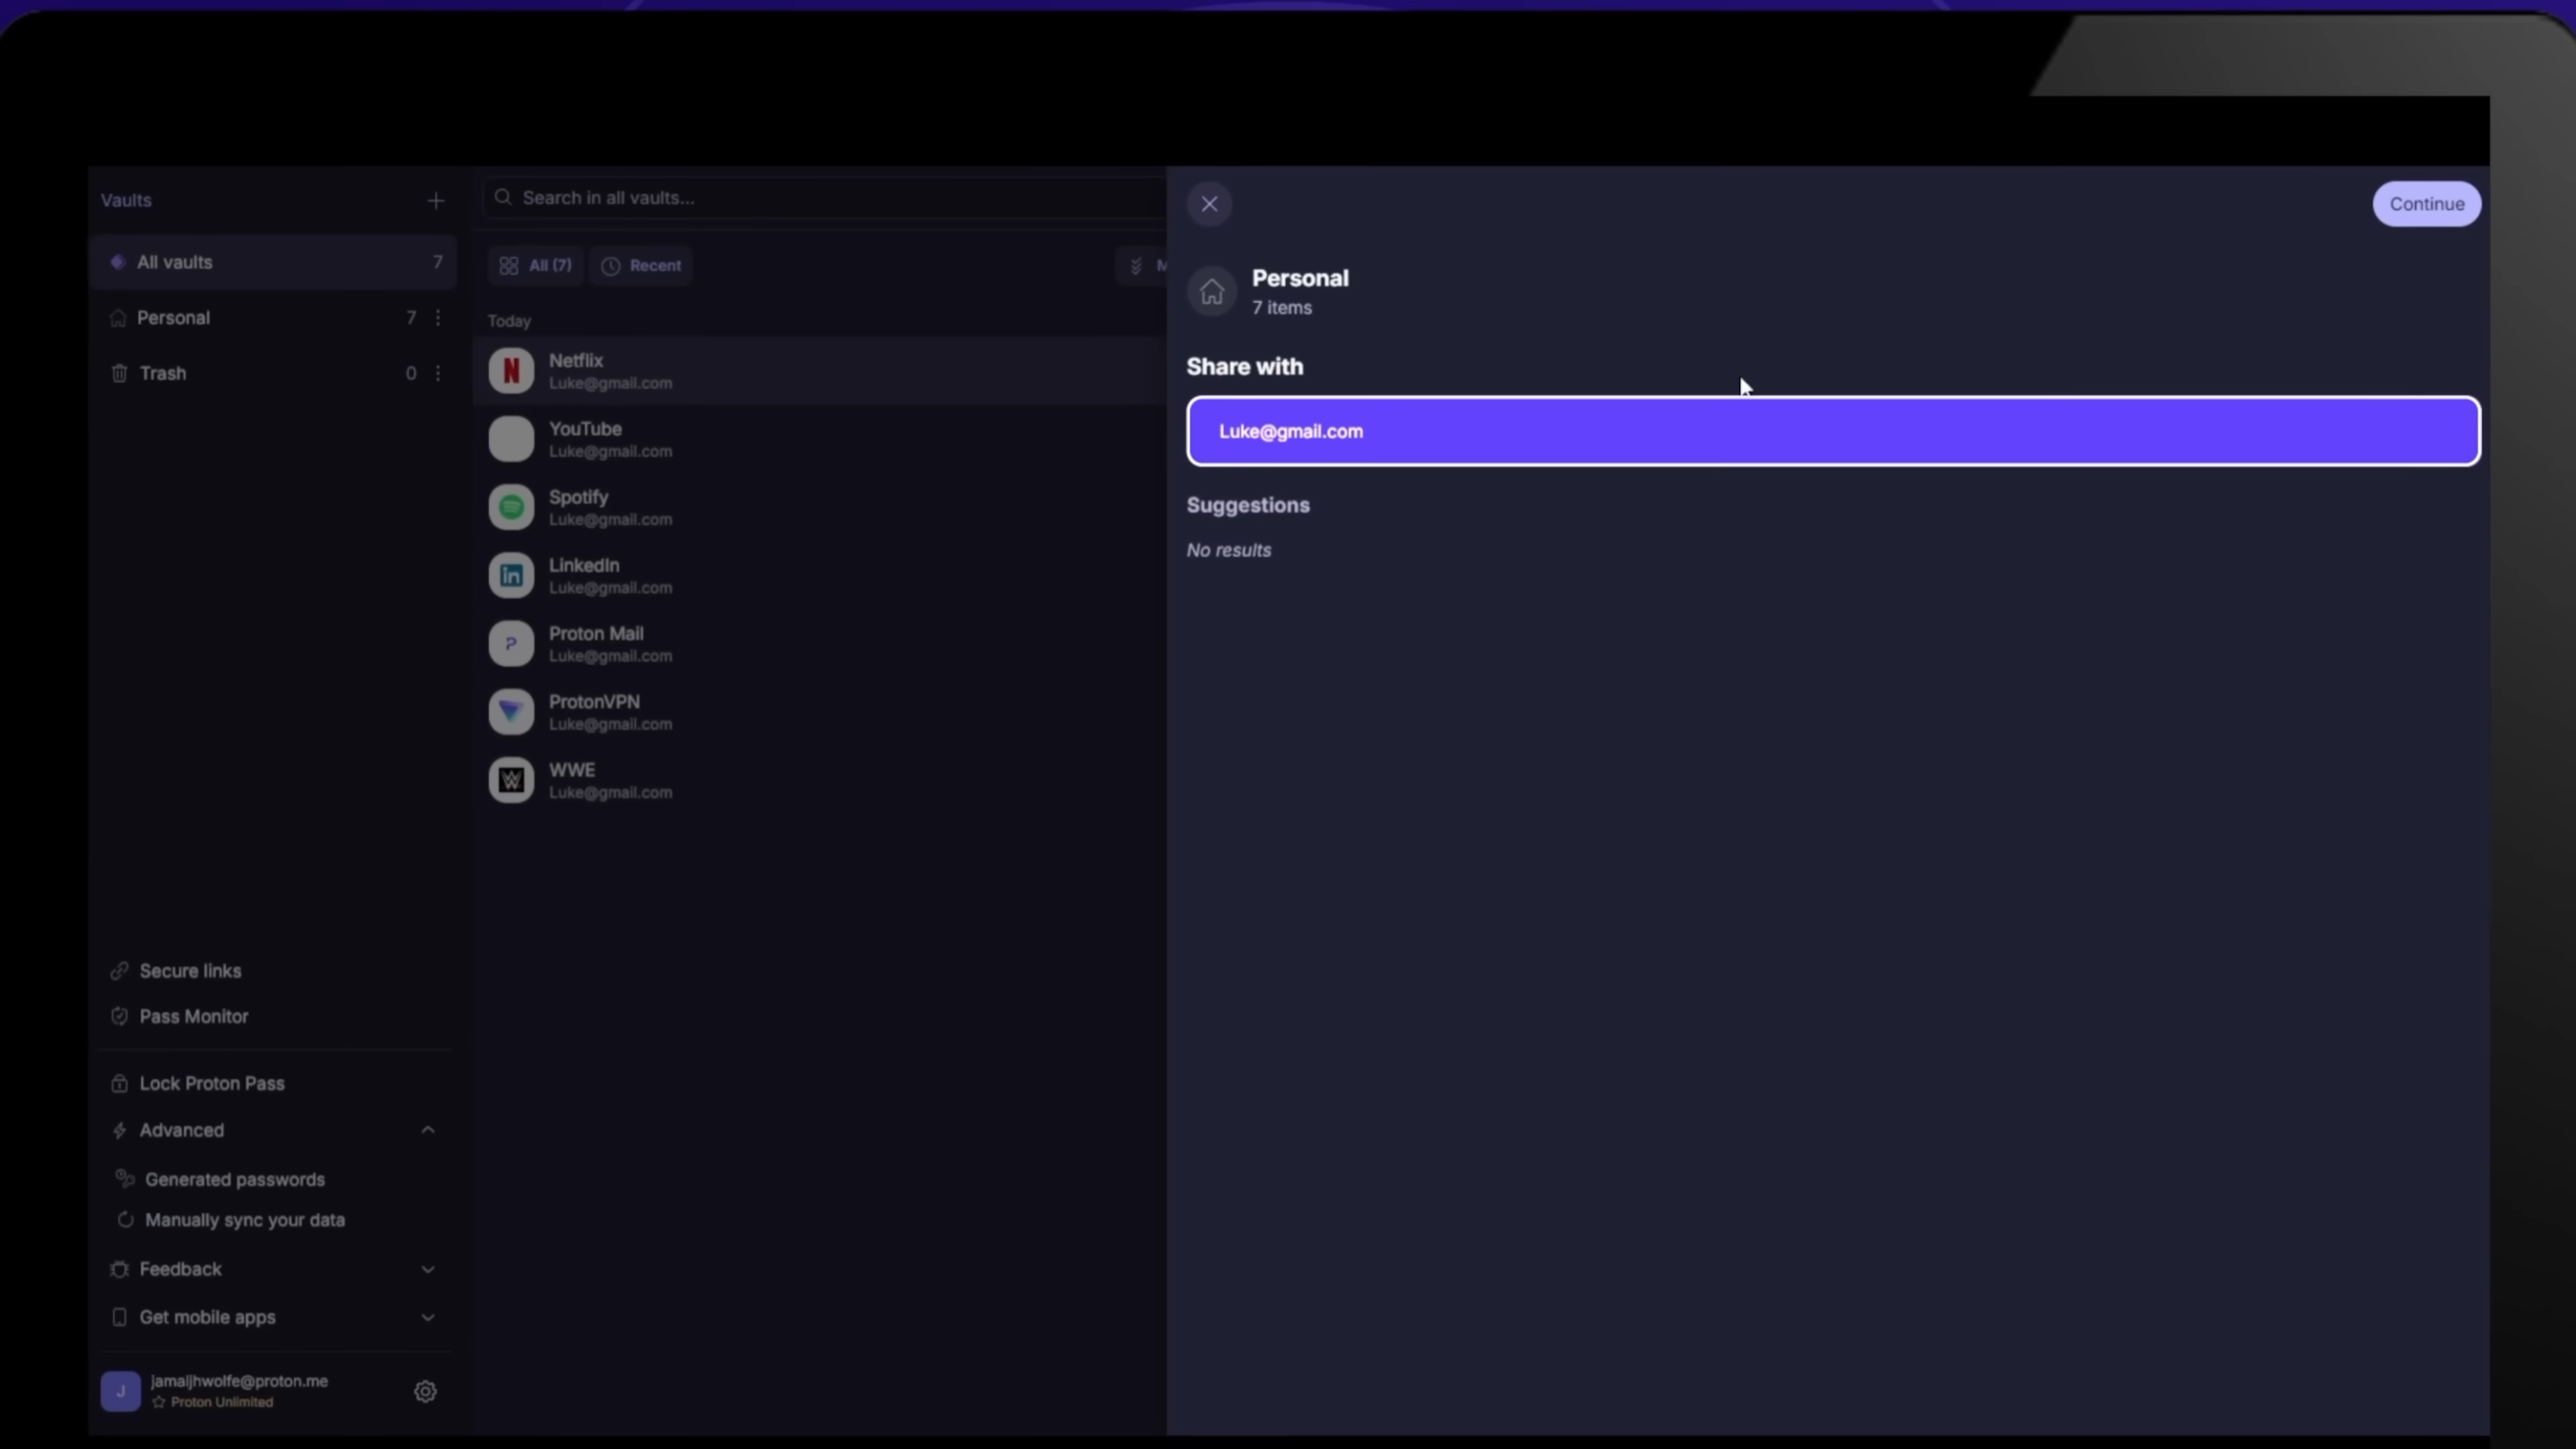 Vaults
All vaults 7
Personal 7
Trash 0
Secure links
Pass Monitor
Lock Proton Pass
Advanced
Generated passwords
Manually sync your data
Feedback
Get mobile apps
J
jamaljhwolfe@proton.me
Proton Unlimited
Search in all vaults...
All (7) Recent M
Today
Netflix
Luke@gmail.com
YouTube
Luke@gmail.com
Spotify
Luke@gmail.com
LinkedIn
Luke@gmail.com
Proton Mail
Luke@gmail.com
ProtonVPN
Luke@gmail.com
WWE
Luke@gmail.com
Continue
Personal
7 items
Share with
Luke@gmail.com
Suggestions
No results